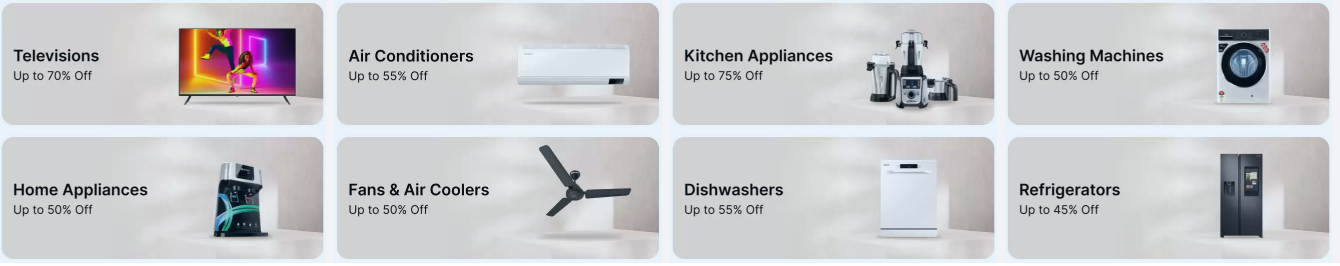 Televisions
Up to 70% Off
Air Conditioners
Up to 55% Off
Kitchen Appliances
Up to 75% Off
Washing Machines
Up to 50% Off
Home Appliances
Up to 50% Off
Fans & Air Coolers
Up to 50% Off
Dishwashers
Up to 55% Off
Refrigerators
Up to 45% Off